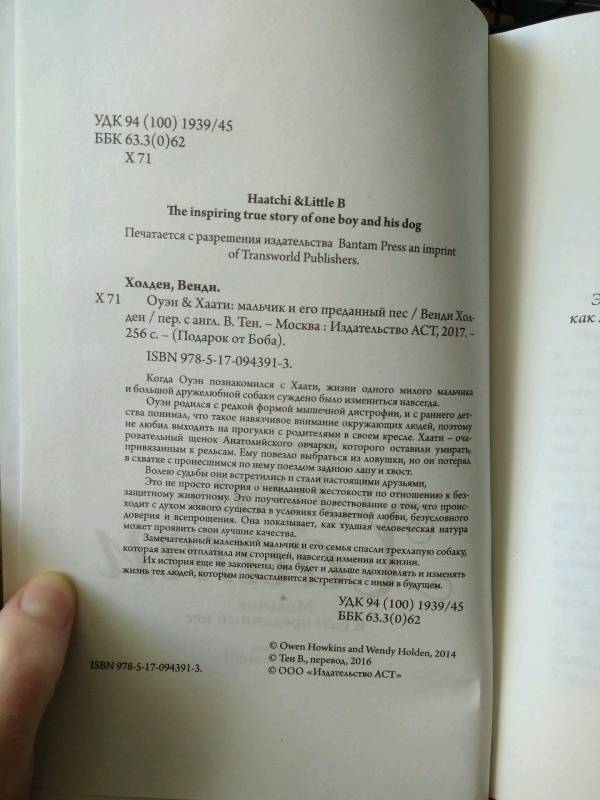 УДК 94 (100) 1939/45
ББК 63.3(0)62
Х 71
Haatchi &Little B
The inspiring true story of one boy and his dog
Печатается с разрешения издательства Bantam Press an imprint
of Transworld Publishers.
Холден, Венди.
Х 71 Оуэн & Хаати: мальчик и его преданный пес / Венди Хол-
ден / пер. с англ. В. Тен. – Москва : Издательство АСТ, 2017. –
256 с. – (Подарок от Боба).
ISBN 978-5-17-094391-3.
Когда Оуэн познакомился с Хаати, жизни одного милого мальчика
и большой дружелюбной собаки суждено было измениться навсегда.
Оуэн родился с редкой формой мышечной дистрофии, и с раннего дет-
ства понимал, что такое навязчивое внимание окружающих людей, поэтому
не любил выходить на прогулки с родителями в своем кресле. Хаати – оча-
ровательный щенок Анатолийского овчарки, которого оставили умирать,
привязанным к рельсам. Ему повезло выбраться из ловушки, но он потерял
в схватке с пронесшимся по нему поездом заднюю лапу и хвост.
Волею судьбы они встретились и стали настоящими друзьями,
Это не просто история о невиданной жестокости по отношению к без-
защитному животному. Это поучительное повествование о том, что проис-
ходит с духом живого существа в условиях беззаветной любви, безусловного
доверия и всепрощения. Она показывает, как худшая человеческая натура
может проявить свои лучшие качества.
Замечательный маленький мальчик и его семья спасли трехлапую собаку,
которая затем отплатила им сторицей, навсегда изменив их жизни.
Их история еще не закончена; она будет и дальше вдохновлять и изменять
жизнь тех людей, которым посчастливится встретиться с ними в будущем.
УДК 94 (100) 1939/45
ББК 63.3(0)62
© Owen Howkins and Wendy Holden, 2014
© Тен В., перевод, 2016
ISBN 978-5-17-094391-3. © ООО «Издательство АСТ»
как